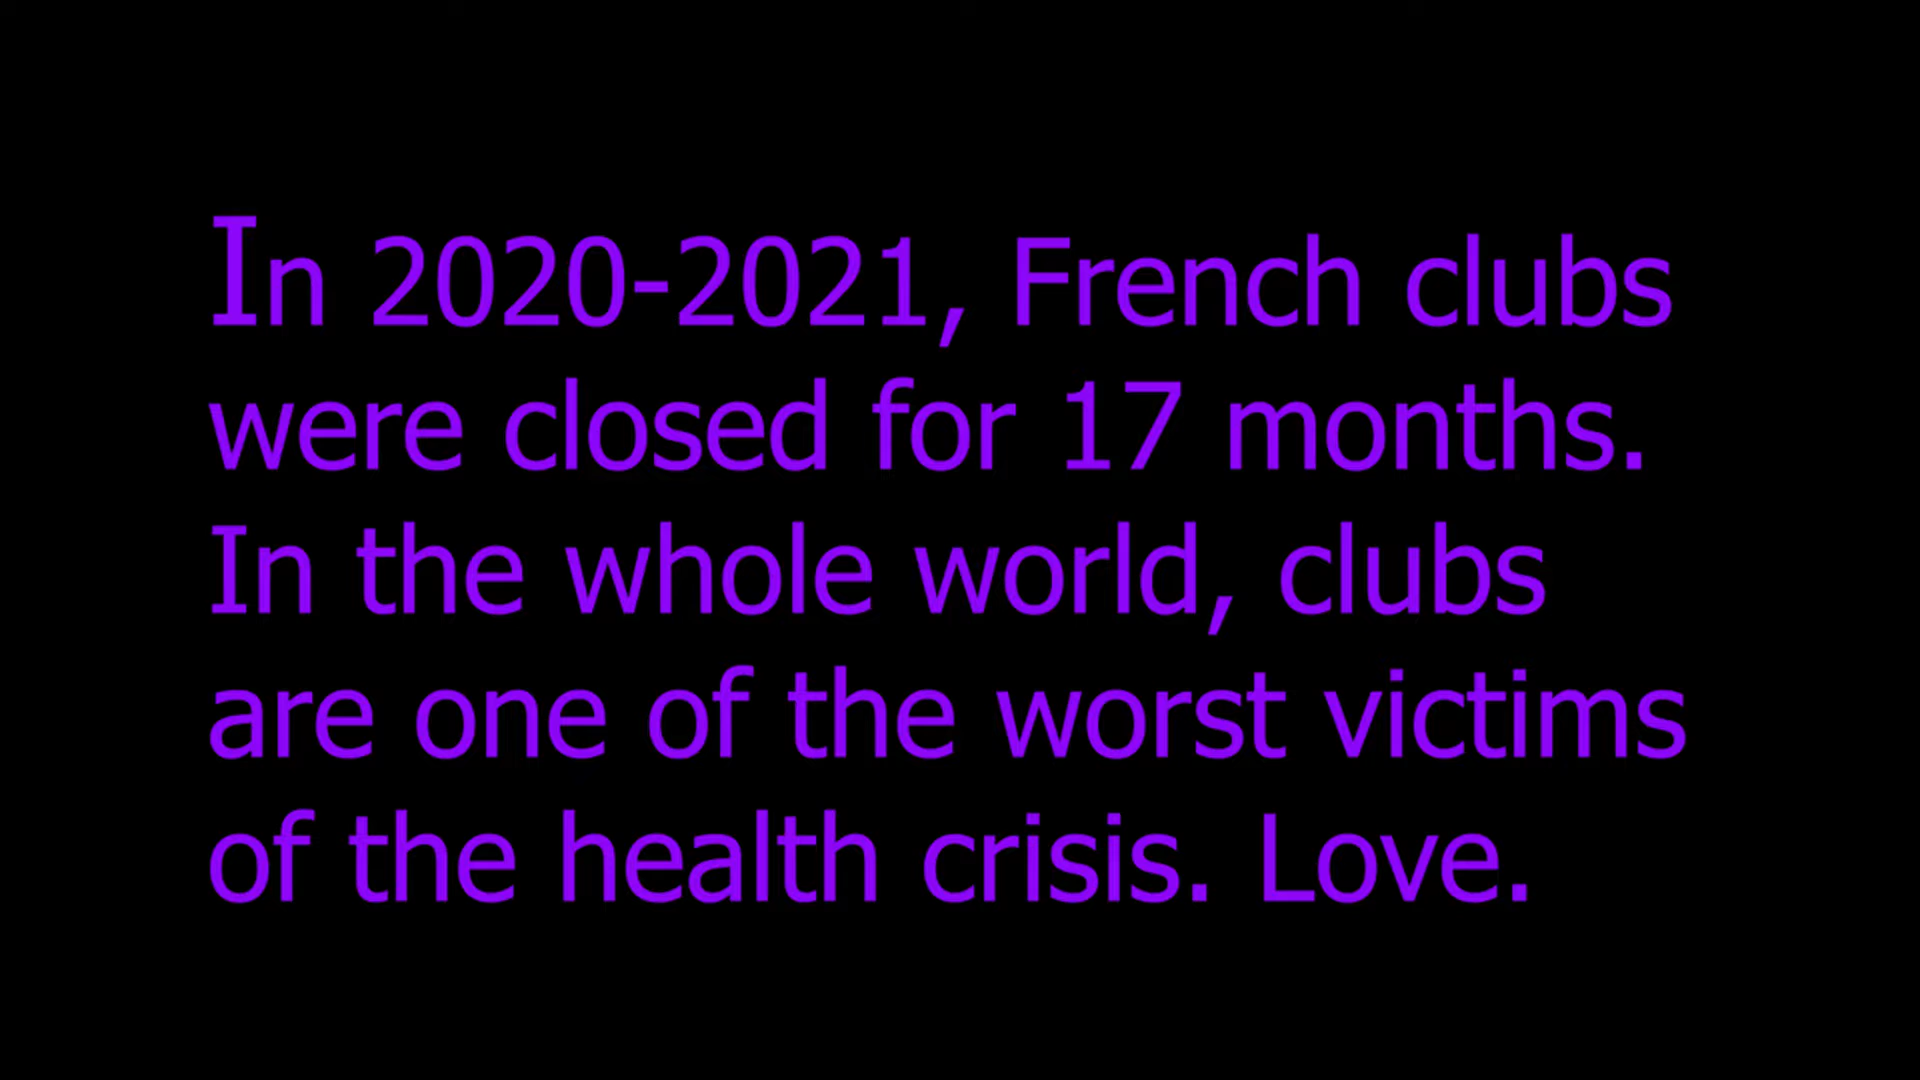 In 2020-2021, French clubs
were closed for 17 months.
In the whole world, clubs
are one of the worst victims
of the health crisis. Love.